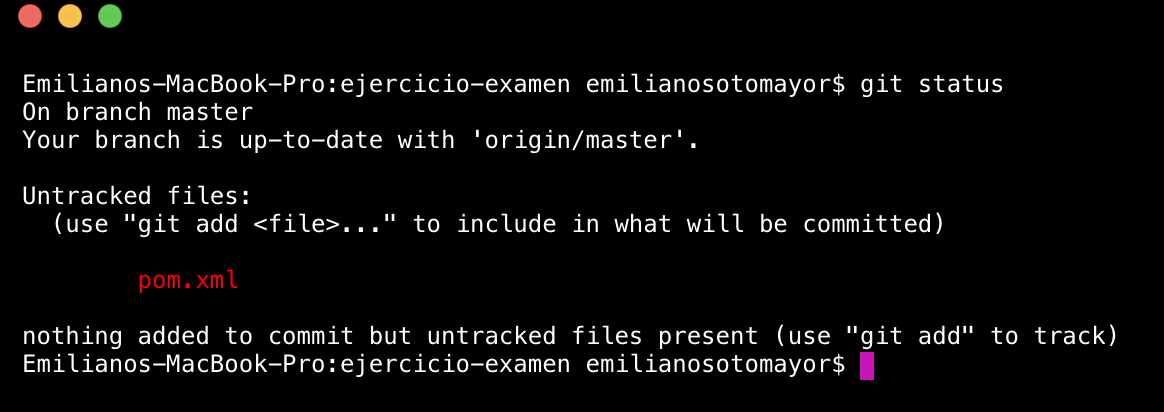 Emilianos-MacBook-Pro:ejercicio-examen emilianosotomayor$ git status
On branch master
Your branch is up-to-date with 'origin/master'.
Untracked files:
(use "git add <file>..." to include in what will be committed)
pom.xml
nothing added to commit but untracked files present (use "git add" to track)
Emilianos-MacBook-Pro:ejercicio-examen emilianosotomayor$